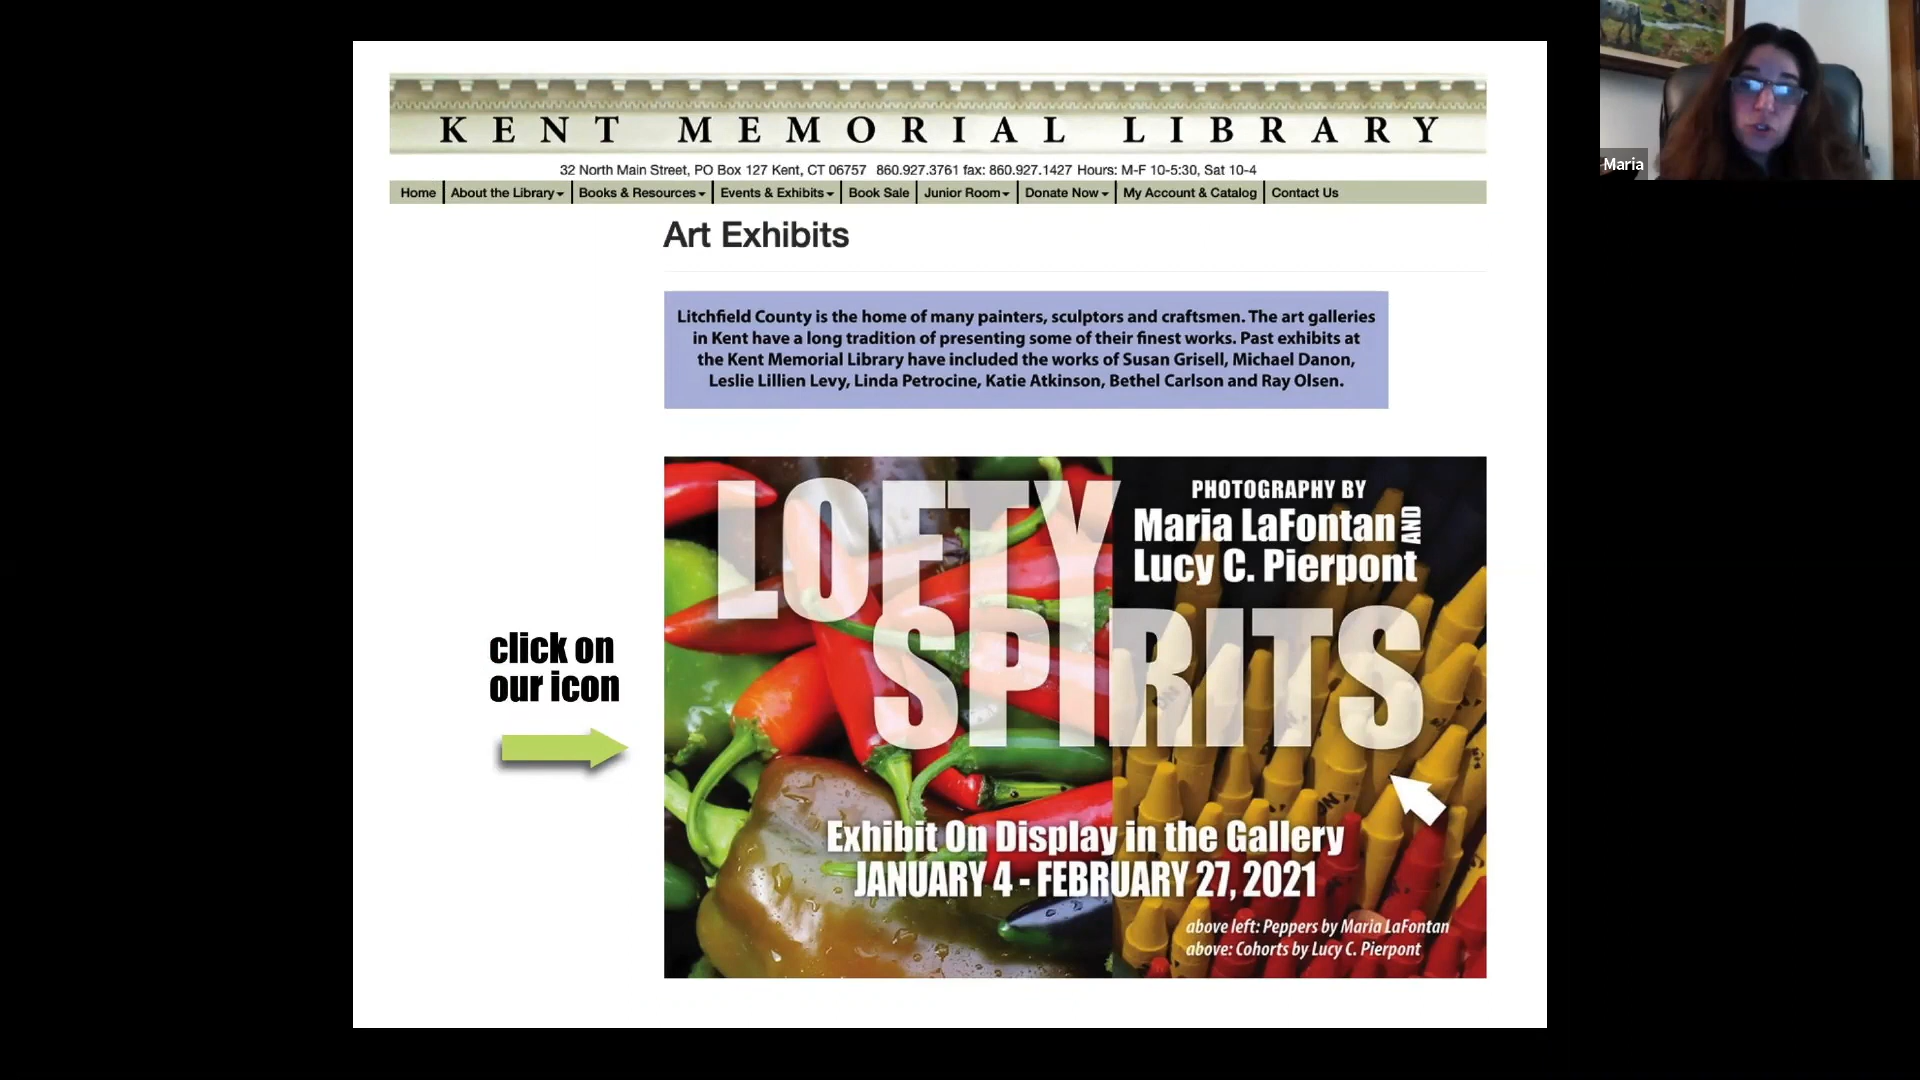 KENT MEMORIAL LIBRARY
32 North Main Street, PO Box 127 Kent, CT 06757 860.927.3761 fax: 860.927.1427 Hours: M-F 10-5:30, Sat 10-4
Home About the Library Books & Resources Events & Exhibits Book Sale Junior Room Donate Now My Account & Catalog Contact Us
Art Exhibits
Litchfield County is the home of many painters, sculptors and craftsmen. The art galleries
in Kent have a long tradition of presenting some of their finest works. Past exhibits at
the Kent Memorial Library have included the works of Susan Grisell, Michael Danon,
Leslie Lillien Levy, Linda Petrocine, Katie Atkinson, Bethel Carlson and Ray Olsen.
click on
our icon
LOFTY
SPIRITS
PHOTOGRAPHY BY
Maria LaFontan AND
Lucy C. Pierpont
Exhibit On Display in the Gallery
JANUARY 4 - FEBRUARY 27, 2021
above left: Peppers by Maria LaFontan
above: Cohorts by Lucy C. Pierpont
Maria